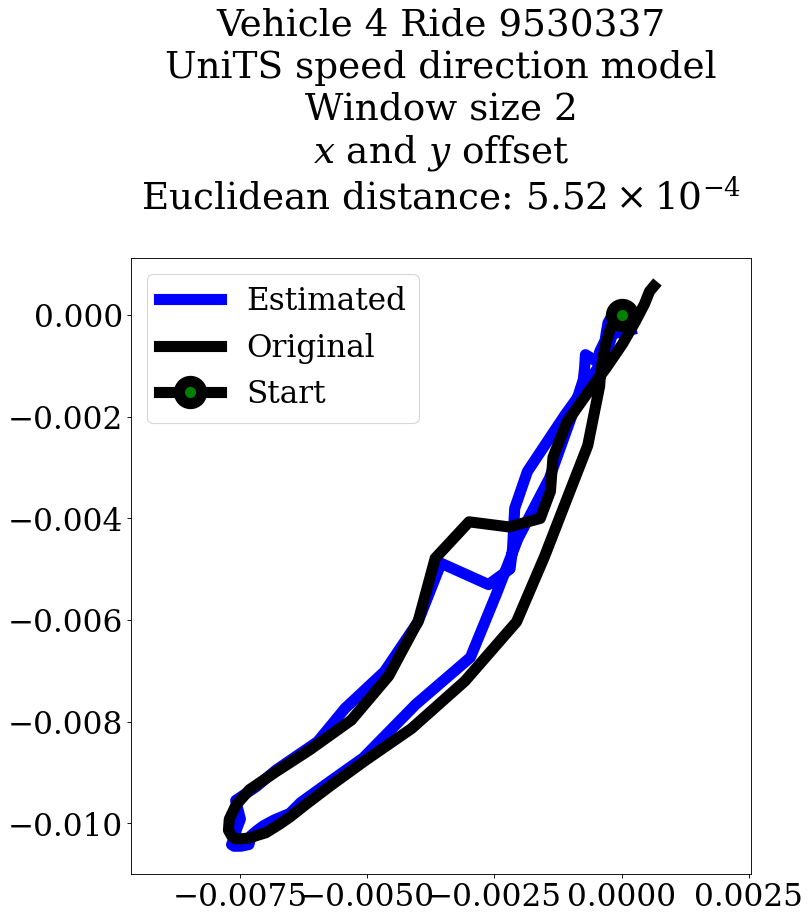 Vehicle 4 Ride 9530337
UniTS speed direction model
Window size 2
x and y offset
Euclidean distance: 5.52 × 10⁻⁴
Estimated
Original
Start
0.000
−0.002
−0.004
−0.006
−0.008
−0.010
−0.0075 −0.0050 −0.0025 0.0000 0.0025